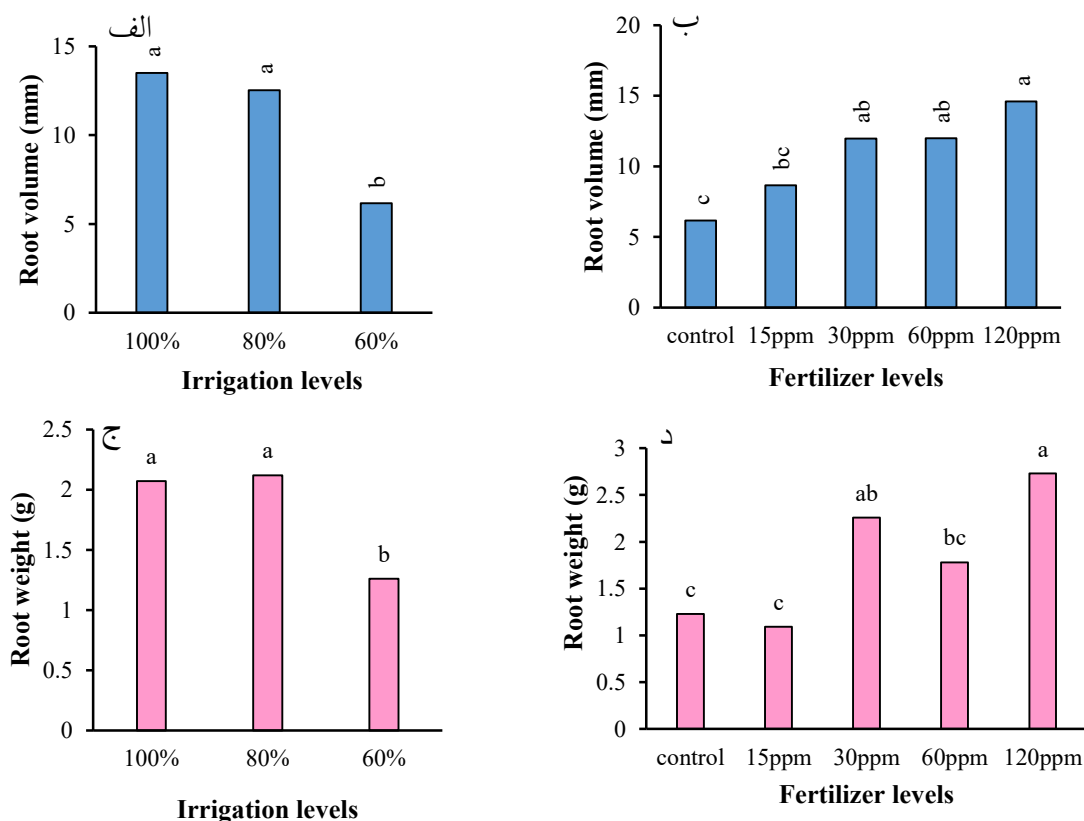 الف
Root volume (mm)
15
10
5
0
a
a
b
100%
80%
60%
Irrigation levels
ب
Root volume (mm)
20
15
10
5
0
c
bc
ab
ab
a
control
15ppm
30ppm
60ppm
120ppm
Fertilizer levels
ج
Root weight (g)
2.5
2
1.5
1
0.5
0
a
a
b
100%
80%
60%
Irrigation levels
د
Root weight (g)
3
2.5
2
1.5
1
0.5
0
c
c
ab
bc
a
control
15ppm
30ppm
60ppm
120ppm
Fertilizer levels